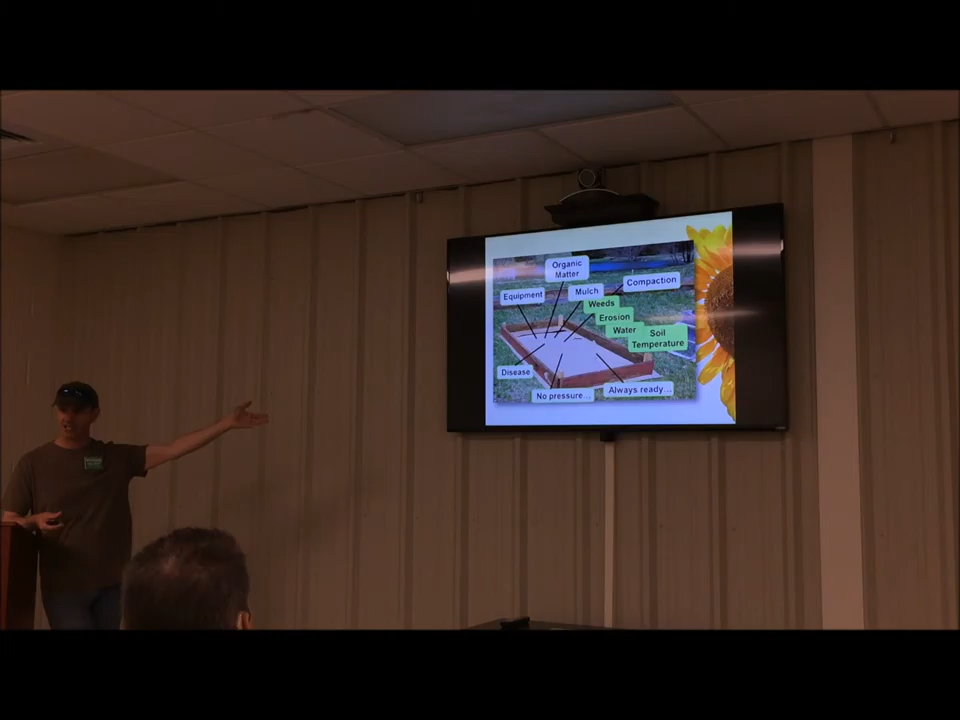 Organic
Matter
Compaction
Equipment
Mulch
Weeds
Erosion
Water
Soil
Temperature
Disease
No pressure...
Always ready...